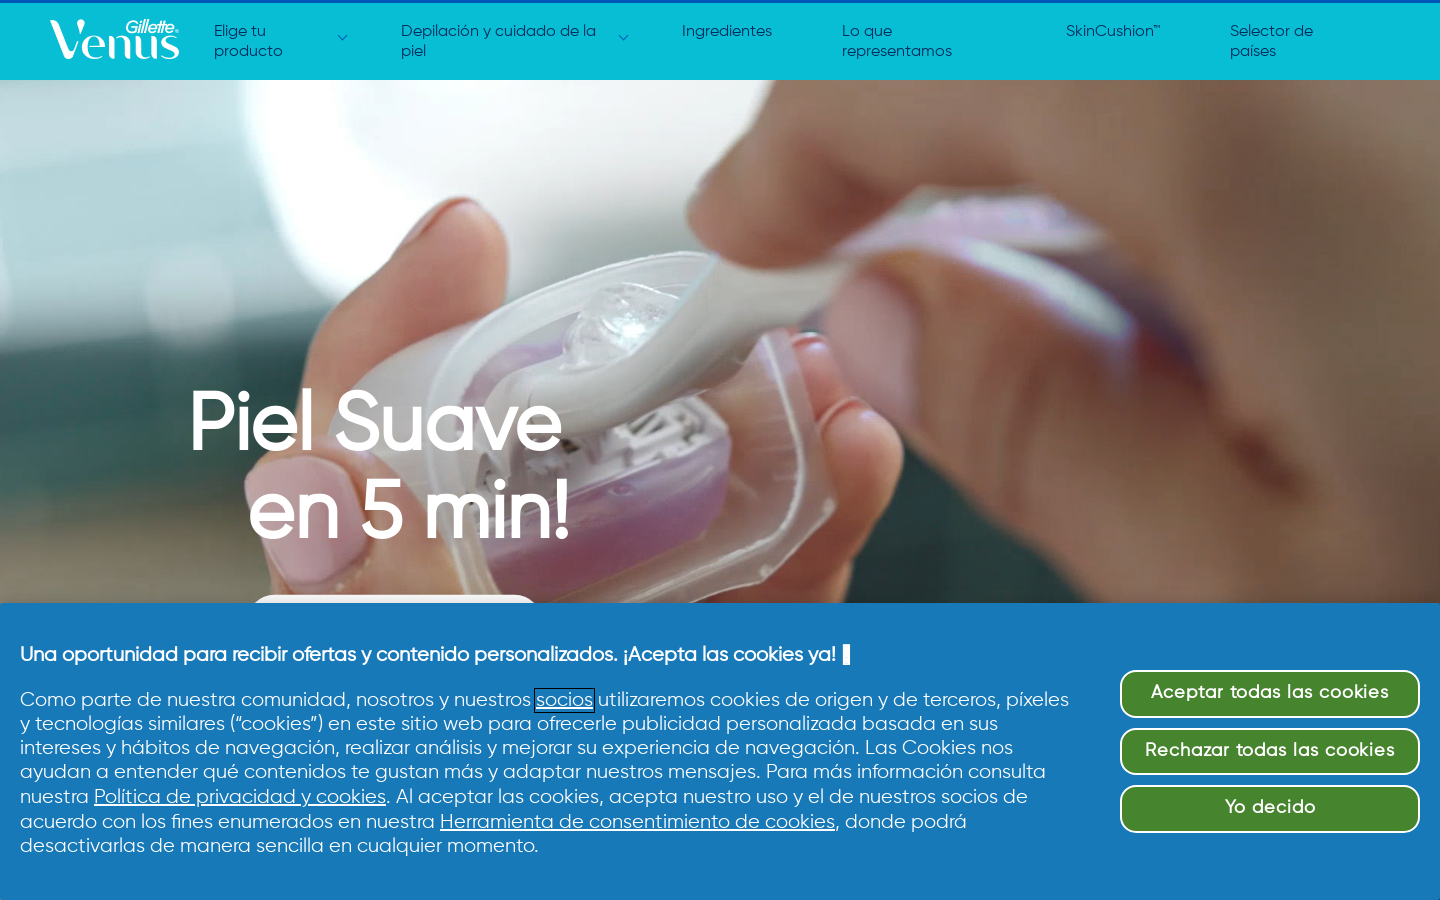 Gillette
Venus
Elige tu
producto
Depilación y cuidado de la
piel
Ingredientes
Lo que
representamos
SkinCushion™
Selector de
países
Piel Suave
en 5 min!
Una oportunidad para recibir ofertas y contenido personalizados. ¡Acepta las cookies ya!
Como parte de nuestra comunidad, nosotros y nuestros socios utilizaremos cookies de origen y de terceros, píxeles
y tecnologías similares (“cookies”) en este sitio web para ofrecerle publicidad personalizada basada en sus
intereses y hábitos de navegación, realizar análisis y mejorar su experiencia de navegación. Las Cookies nos
ayudan a entender qué contenidos te gustan más y adaptar nuestros mensajes. Para más información consulta
nuestra Política de privacidad y cookies. Al aceptar las cookies, acepta nuestro uso y el de nuestros socios de
acuerdo con los fines enumerados en nuestra Herramienta de consentimiento de cookies, donde podrá
desactivarlas de manera sencilla en cualquier momento.
Aceptar todas las cookies
Rechazar todas las cookies
Yo decido